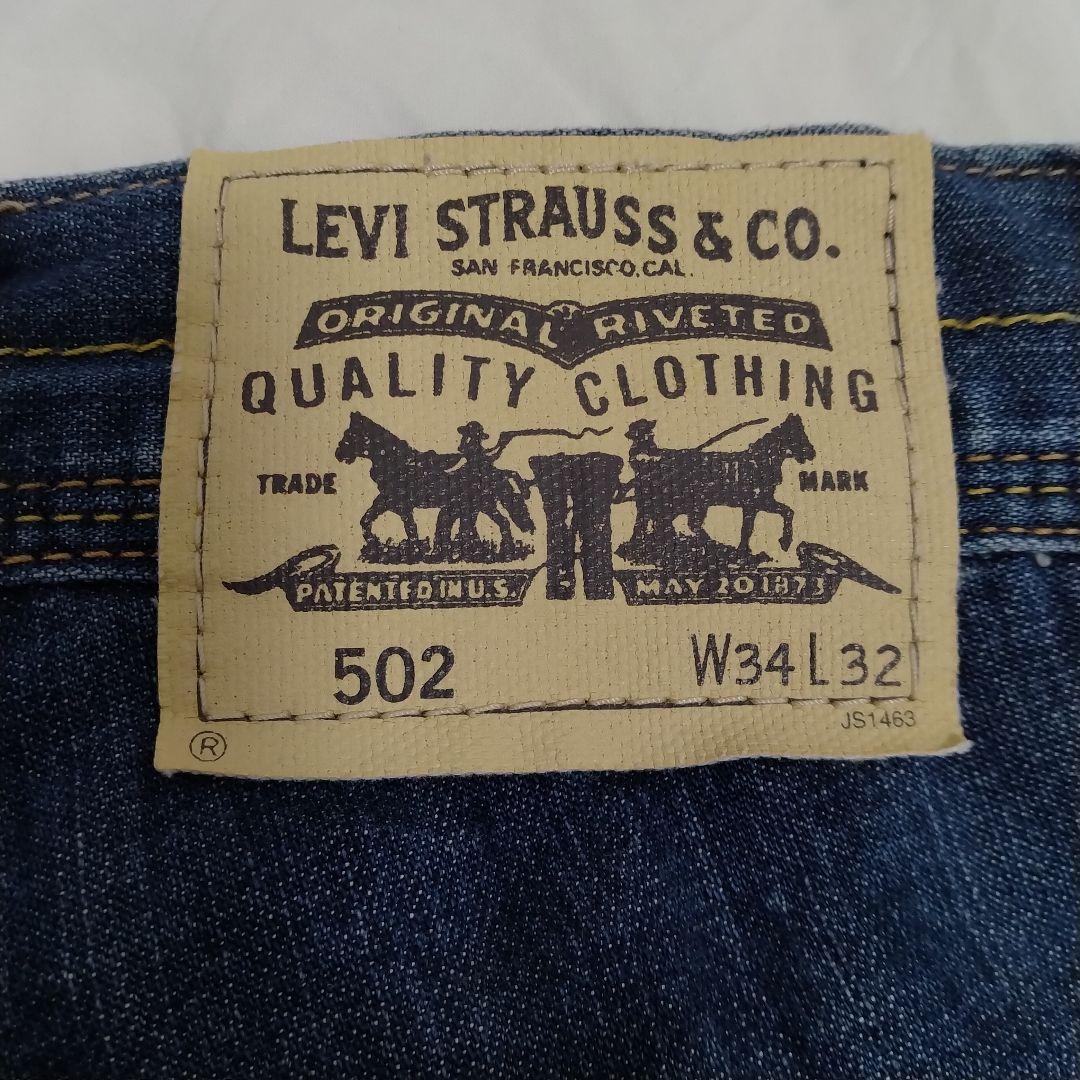 LEVI STRAUSS & CO.
SAN FRANCISCO, CAL.
ORIGINAL RIVETED
QUALITY CLOTHING
TRADE MARK
PATENTED IN U.S. MAY 20 1873
502 W34 L32
JS1463
®